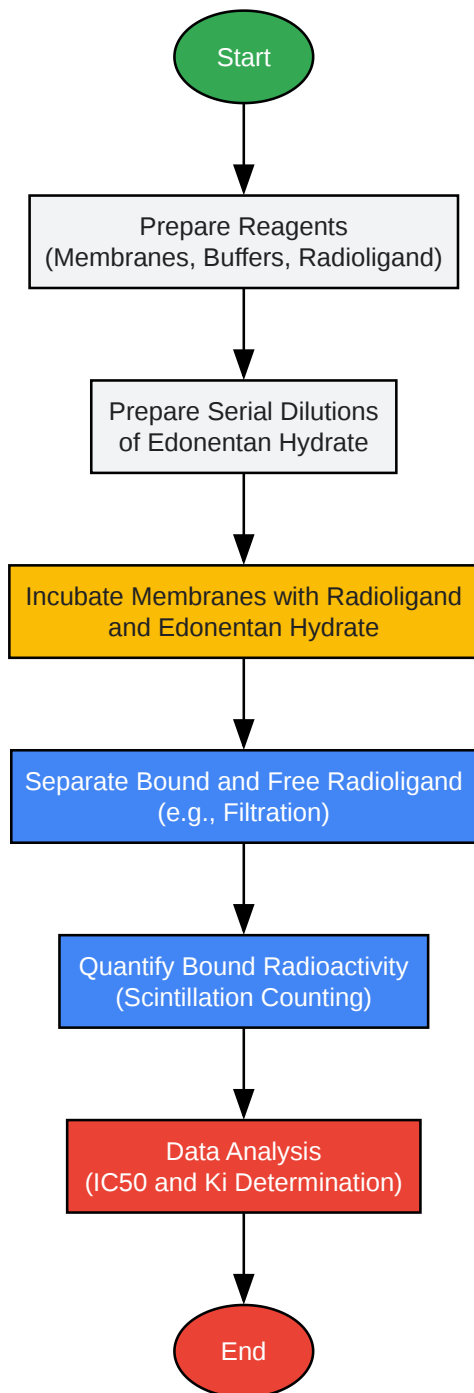 Start
Prepare Reagents
(Membranes, Buffers, Radioligand)
Prepare Serial Dilutions
of Edonentan Hydrate
Incubate Membranes with Radioligand
and Edonentan Hydrate
Separate Bound and Free Radioligand
(e.g., Filtration)
Quantify Bound Radioactivity
(Scintillation Counting)
Data Analysis
(IC50 and Ki Determination)
End